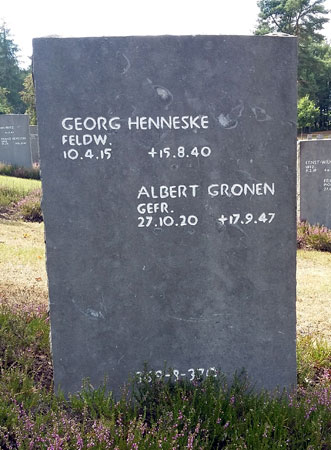 GEORG HENNESKE
FELDW.
10.4.15 +15.8.40
ALBERT GRONEN
GEFR.
27.10.20 +17.9.47